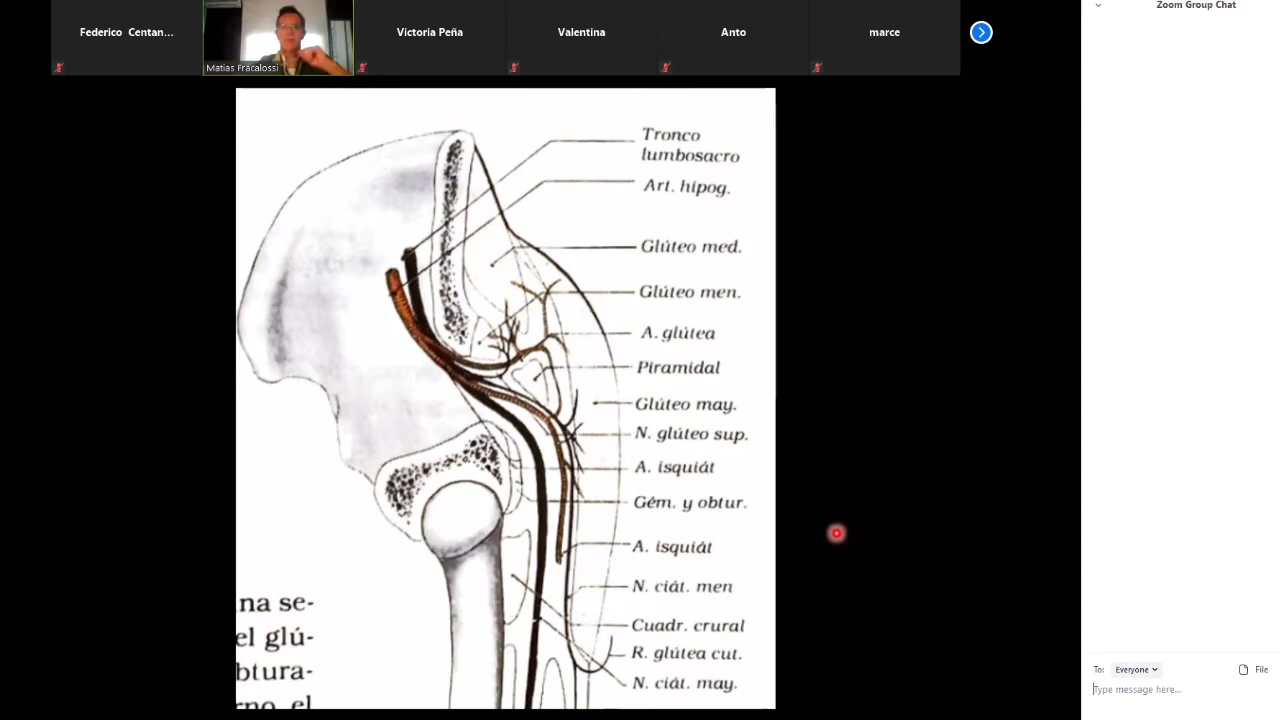 Federico Centan...
Matias Fracalossi
Victoria Peña
Valentina
Anto
marce
Zoom Group Chat
Tronco
lumbosacro
Art. hipog.
Glúteo med.
Glúteo men.
A. glútea
Piramidal
Glúteo may.
N. glúteo sup.
A. isquiát
Gém. y obtur.
A. isquiát
N. ciát. men
Cuadr. crural
R. glútea cut.
N. ciát. may.
na se-
el glú-
btura-
rno, el
To: Everyone
File
Type message here...